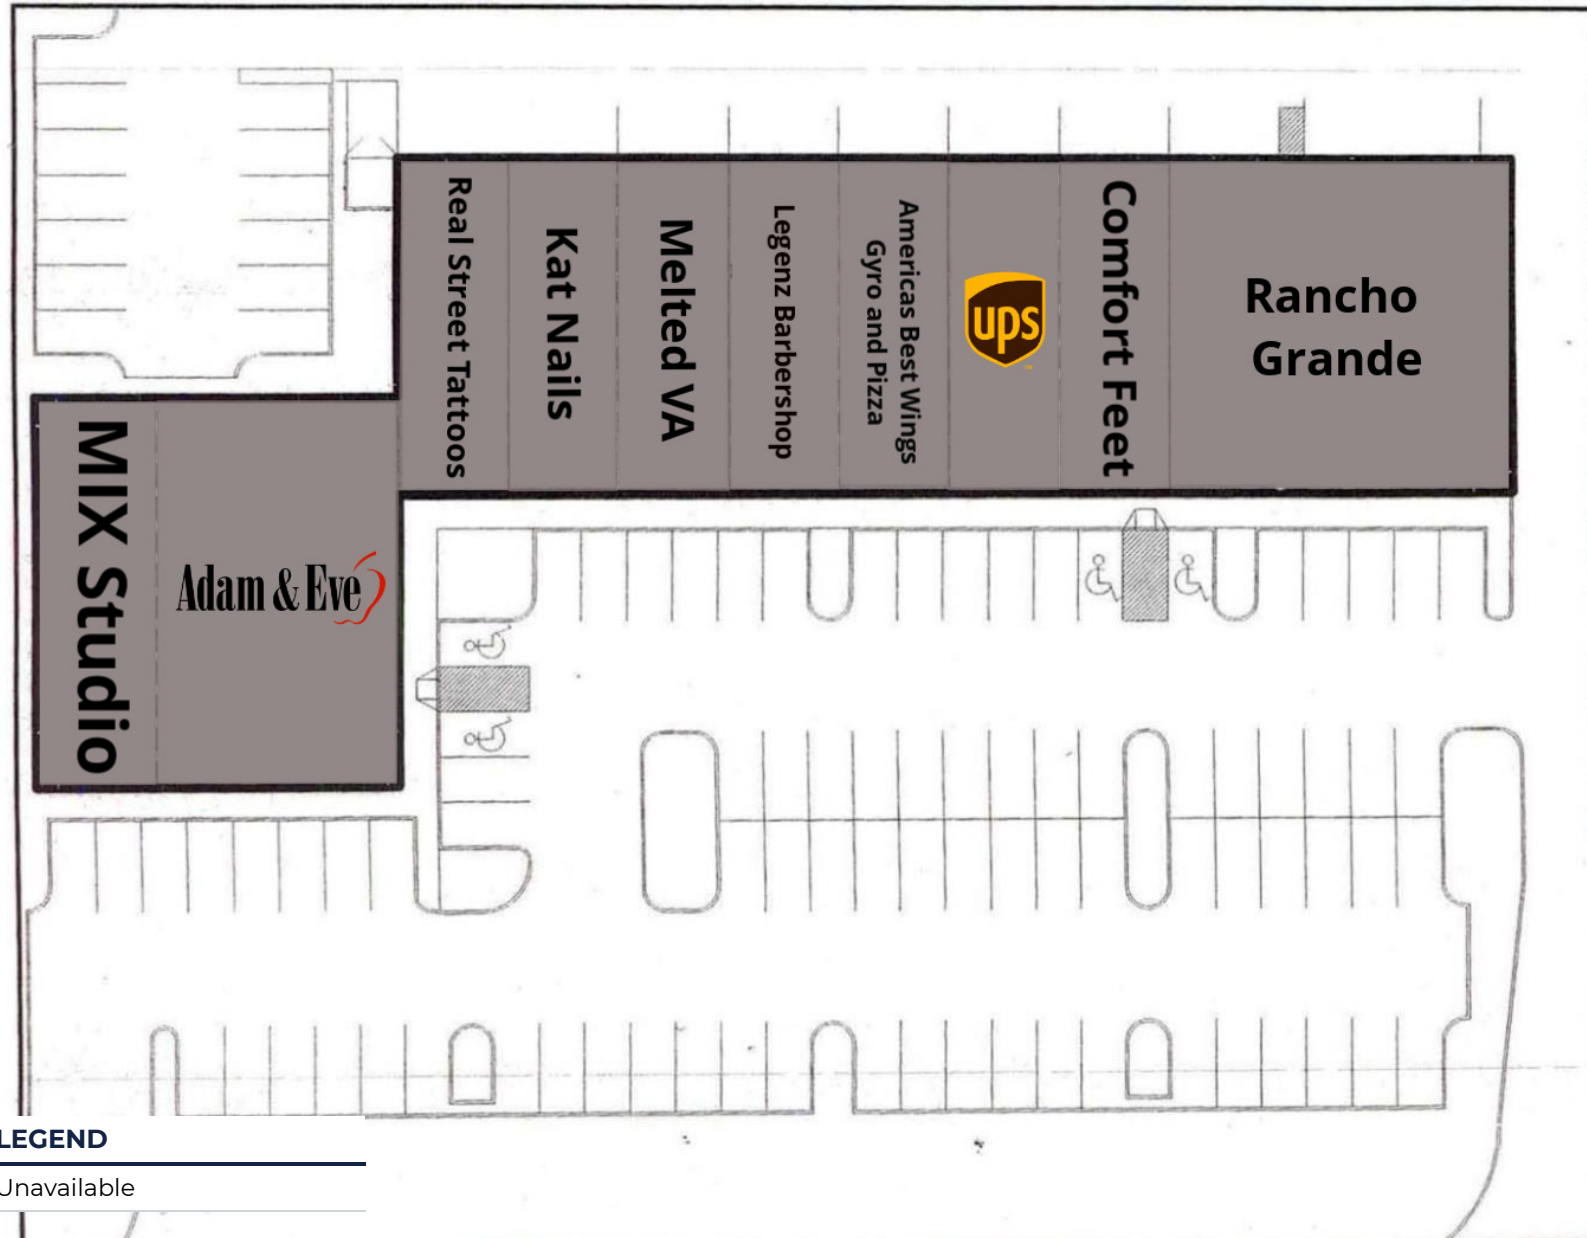 Real Street Tattoos
Kat Nails
Melted VA
Legenz Barbershop
Americas Best Wings
Gyro and Pizza
ups
™
Comfort Feet
Rancho
Grande
MIX Studio
Adam & Eve
LEGEND
Unavailable